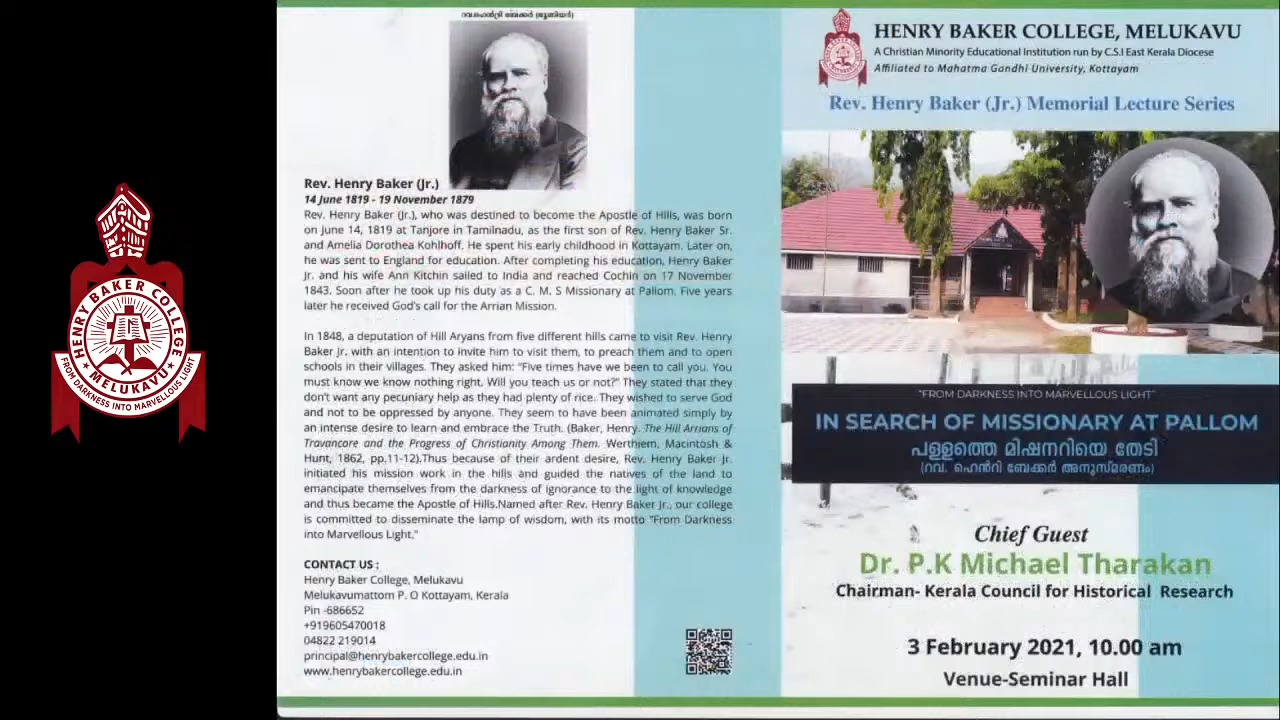 HENRY BAKER COLLEGE
MELUKAVU
FROM DARKNESS INTO MARVELLOUS LIGHT
റവ.ഹെൻട്രി ബേക്കർ (ജൂനിയർ)
Rev. Henry Baker (Jr.)
14 June 1819 - 19 November 1879
Rev. Henry Baker (Jr.), who was destined to become the Apostle of Hills, was born
on June 14, 1819 at Tanjore in Tamilnadu, as the first son of Rev. Henry Baker Sr.
and Amelia Dorothea Kohlhoff. He spent his early childhood in Kottayam. Later on,
he was sent to England for education. After completing his education, Henry Baker
Jr. and his wife Ann Kitchin sailed to India and reached Cochin on 17 November
1843. Soon after he took up his duty as a C. M. S Missionary at Pallom. Five years
later he received God's call for the Arrian Mission.
In 1848, a deputation of Hill Aryans from five different hills came to visit Rev. Henry
Baker Jr. with an intention to invite him to visit them, to preach them and to open
schools in their villages. They asked him: "Five times have we been to call you. You
must know we know nothing right. Will you teach us or not?" They stated that they
don't want any pecuniary help as they had plenty of rice. They wished to serve God
and not to be oppressed by anyone. They seem to have been animated simply by
an intense desire to learn and embrace the Truth. (Baker, Henry. The Hill Arrians of
Travancore and the Progress of Christianity Among Them. Werthiem, Macintosh &
Hunt, 1862, pp.11-12).Thus because of their ardent desire, Rev. Henry Baker Jr.
initiated his mission work in the hills and guided the natives of the land to
emancipate themselves from the darkness of ignorance to the light of knowledge
and thus became the Apostle of Hills.Named after Rev. Henry Baker Jr., our college
is committed to disseminate the lamp of wisdom, with its motto "From Darkness
into Marvellous Light."
CONTACT US :
Henry Baker College, Melukavu
Melukavumattom P. O Kottayam, Kerala
Pin -686652
+919605470018
04822 219014
principal@henrybakercollege.edu.in
www.henrybakercollege.edu.in
HENRY BAKER COLLEGE, MELUKAVU
A Christian Minority Educational Institution run by C.S.I East Kerala Diocese
Affiliated to Mahatma Gandhi University, Kottayam
Rev. Henry Baker (Jr.) Memorial Lecture Series
"FROM DARKNESS INTO MARVELLOUS LIGHT"
IN SEARCH OF MISSIONARY AT PALLOM
പള്ളത്തെ മിഷനറിയെ തേടി
(റവ. ഹെൻറി ബേക്കർ അനുസ്മരണം)
Chief Guest
Dr. P.K Michael Tharakan
Chairman- Kerala Council for Historical Research
3 February 2021, 10.00 am
Venue-Seminar Hall